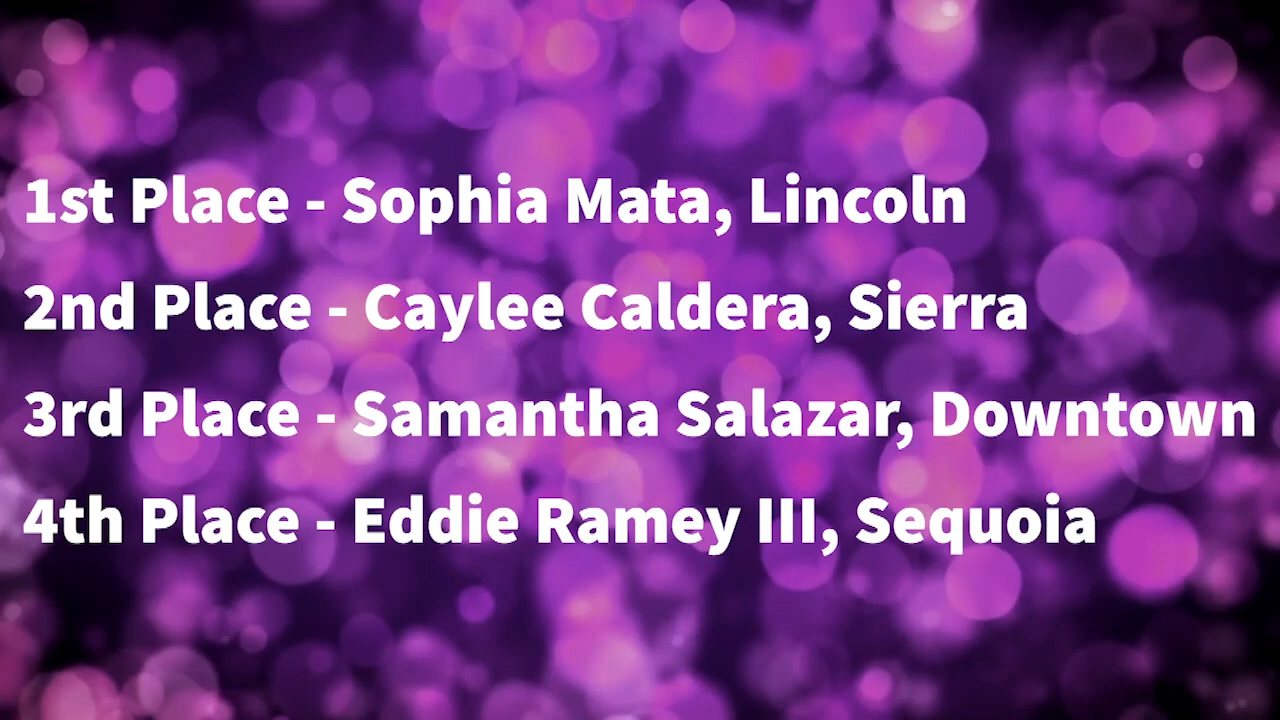 1st Place - Sophia Mata, Lincoln
2nd Place - Caylee Caldera, Sierra
3rd Place - Samantha Salazar, Downtown
4th Place - Eddie Ramey III, Sequoia